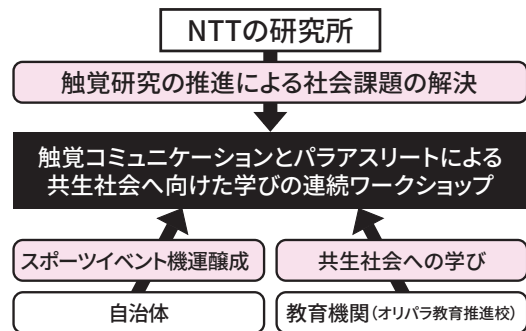 NTTの研究所
触覚研究の推進による社会課題の解決
触覚コミュニケーションとパラアスリートによる
共生社会へ向けた学びの連続ワークショップ
スポーツイベント機運醸成
共生社会への学び
自治体
教育機関（オリパラ教育推進校）